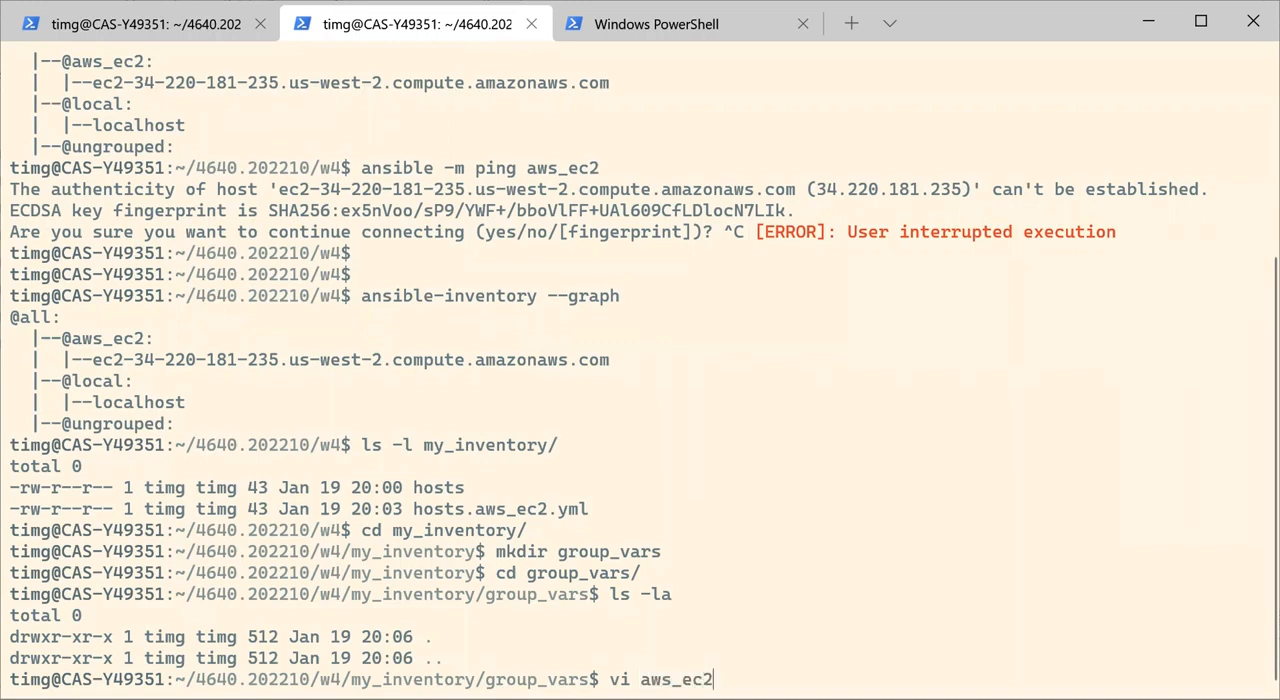 timg@CAS-Y49351: ~/4640.202
timg@CAS-Y49351: ~/4640.202
Windows PowerShell
|--@aws_ec2:
| |--ec2-34-220-181-235.us-west-2.compute.amazonaws.com
|--@local:
| |--localhost
|--@ungrouped:
timg@CAS-Y49351:~/4640.202210/w4$ ansible -m ping aws_ec2
The authenticity of host 'ec2-34-220-181-235.us-west-2.compute.amazonaws.com (34.220.181.235)' can't be established.
ECDSA key fingerprint is SHA256:ex5nVoo/sP9/YWF+/bboVlFF+UAl609CfLDlocN7LIk.
Are you sure you want to continue connecting (yes/no/[fingerprint])? ^C [ERROR]: User interrupted execution
timg@CAS-Y49351:~/4640.202210/w4$
timg@CAS-Y49351:~/4640.202210/w4$
timg@CAS-Y49351:~/4640.202210/w4$ ansible-inventory --graph
@all:
|--@aws_ec2:
| |--ec2-34-220-181-235.us-west-2.compute.amazonaws.com
|--@local:
| |--localhost
|--@ungrouped:
timg@CAS-Y49351:~/4640.202210/w4$ ls -l my_inventory/
total 0
-rw-r--r-- 1 timg timg 43 Jan 19 20:00 hosts
-rw-r--r-- 1 timg timg 43 Jan 19 20:03 hosts.aws_ec2.yml
timg@CAS-Y49351:~/4640.202210/w4$ cd my_inventory/
timg@CAS-Y49351:~/4640.202210/w4/my_inventory$ mkdir group_vars
timg@CAS-Y49351:~/4640.202210/w4/my_inventory$ cd group_vars/
timg@CAS-Y49351:~/4640.202210/w4/my_inventory/group_vars$ ls -la
total 0
drwxr-xr-x 1 timg timg 512 Jan 19 20:06 .
drwxr-xr-x 1 timg timg 512 Jan 19 20:06 ..
timg@CAS-Y49351:~/4640.202210/w4/my_inventory/group_vars$ vi aws_ec2